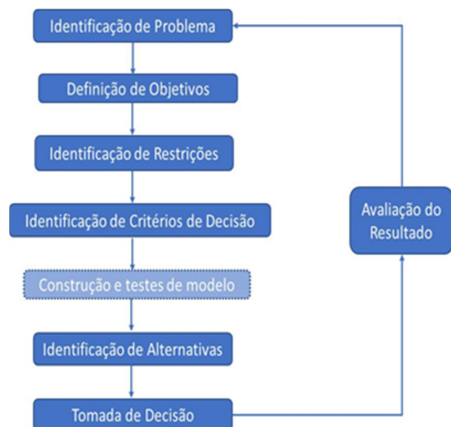 Identificação de Problema
Definição de Objetivos
Identificação de Restrições
Identificação de Critérios de Decisão
Construção e testes de modelo
Identificação de Alternativas
Tomada de Decisão
Avaliação do
Resultado